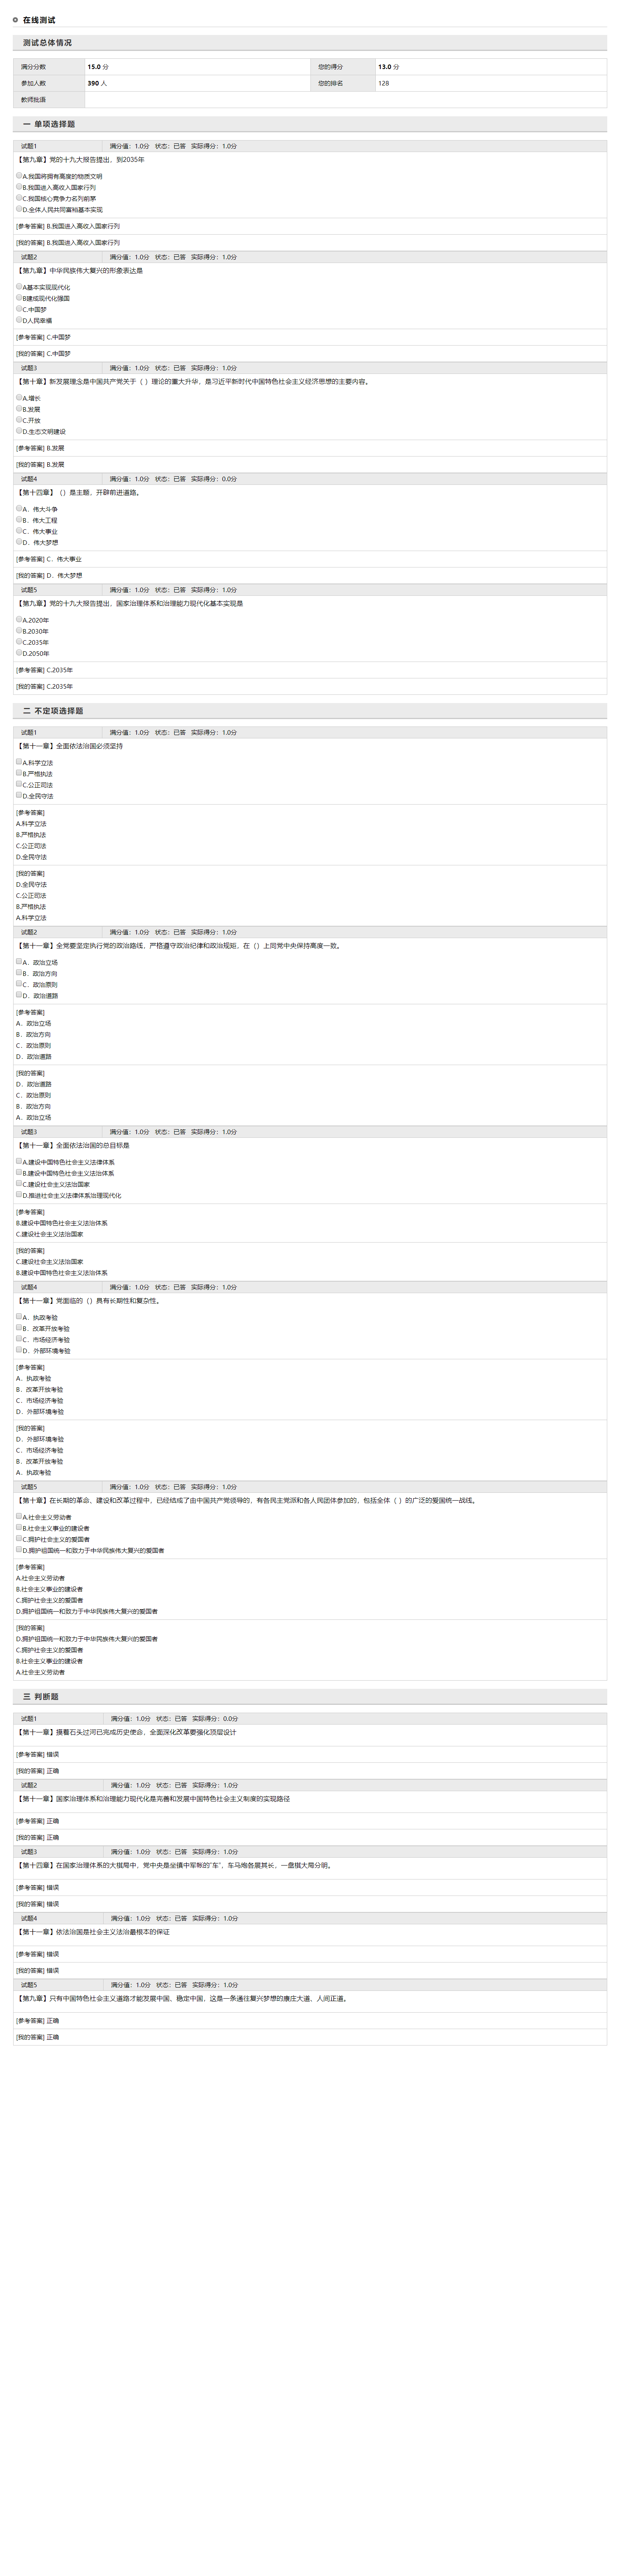 在线测试
测试总体情况
满分分数 15.0 分 您的得分 13.0 分
参加人数 390 人 您的排名 128
教师批语
一 单项选择题
试题1 满分值：1.0分 状态：已答 实际得分：1.0分
【第九章】党的十九大报告提出，到2035年
A.我国将拥有高度的物质文明
B.我国进入高收入国家行列
C.我国核心竞争力名列前茅
D.全体人民共同富裕基本实现
[参考答案] B.我国进入高收入国家行列
[我的答案] B.我国进入高收入国家行列
试题2 满分值：1.0分 状态：已答 实际得分：1.0分
【第九章】中华民族伟大复兴的形象表达是
A基本实现现代化
B建成现代化强国
C.中国梦
D人民幸福
[参考答案] C.中国梦
[我的答案] C.中国梦
试题3 满分值：1.0分 状态：已答 实际得分：1.0分
【第十章】新发展理念是中国共产党关于（ ）理论的重大升华，是习近平新时代中国特色社会主义经济思想的主要内容。
A.增长
B.发展
C.开放
D.生态文明建设
[参考答案] B.发展
[我的答案] B.发展
试题4 满分值：1.0分 状态：已答 实际得分：0.0分
【第十四章】（）是主题，开辟前进道路。
A．伟大斗争
B．伟大工程
C．伟大事业
D．伟大梦想
[参考答案] C．伟大事业
[我的答案] D．伟大梦想
试题5 满分值：1.0分 状态：已答 实际得分：1.0分
【第九章】党的十九大报告提出，国家治理体系和治理能力现代化基本实现是
A.2020年
B.2030年
C.2035年
D.2050年
[参考答案] C.2035年
[我的答案] C.2035年
二 不定项选择题
试题1 满分值：1.0分 状态：已答 实际得分：1.0分
【第十一章】全面依法治国必须坚持
A.科学立法
B.严格执法
C.公正司法
D.全民守法
[参考答案]
A.科学立法
B.严格执法
C.公正司法
D.全民守法
[我的答案]
D.全民守法
C.公正司法
B.严格执法
A.科学立法
试题2 满分值：1.0分 状态：已答 实际得分：1.0分
【第十一章】全党要坚定执行党的政治路线，严格遵守政治纪律和政治规矩，在（）上同党中央保持高度一致。
A．政治立场
B．政治方向
C．政治原则
D．政治道路
[参考答案]
A．政治立场
B．政治方向
C．政治原则
D．政治道路
[我的答案]
D．政治道路
C．政治原则
B．政治方向
A．政治立场
试题3 满分值：1.0分 状态：已答 实际得分：1.0分
【第十一章】全面依法治国的总目标是
A.建设中国特色社会主义法律体系
B.建设中国特色社会主义法治体系
C.建设社会主义法治国家
D.推进社会主义法律体系治理现代化
[参考答案]
B.建设中国特色社会主义法治体系
C.建设社会主义法治国家
[我的答案]
C.建设社会主义法治国家
B.建设中国特色社会主义法治体系
试题4 满分值：1.0分 状态：已答 实际得分：1.0分
【第十一章】党面临的（）具有长期性和复杂性。
A．执政考验
B．改革开放考验
C．市场经济考验
D．外部环境考验
[参考答案]
A．执政考验
B．改革开放考验
C．市场经济考验
D．外部环境考验
[我的答案]
D．外部环境考验
C．市场经济考验
B．改革开放考验
A．执政考验
试题5 满分值：1.0分 状态：已答 实际得分：1.0分
【第十章】在长期的革命、建设和改革过程中，已经结成了由中国共产党领导的，有各民主党派和各人民团体参加的，包括全体（ ）的广泛的爱国统一战线。
A.社会主义劳动者
B.社会主义事业的建设者
C.拥护社会主义的爱国者
D.拥护祖国统一和致力于中华民族伟大复兴的爱国者
[参考答案]
A.社会主义劳动者
B.社会主义事业的建设者
C.拥护社会主义的爱国者
D.拥护祖国统一和致力于中华民族伟大复兴的爱国者
[我的答案]
D.拥护祖国统一和致力于中华民族伟大复兴的爱国者
C.拥护社会主义的爱国者
B.社会主义事业的建设者
A.社会主义劳动者
三 判断题
试题1 满分值：1.0分 状态：已答 实际得分：0.0分
【第十一章】摸着石头过河已完成历史使命，全面深化改革要强化顶层设计
[参考答案] 错误
[我的答案] 正确
试题2 满分值：1.0分 状态：已答 实际得分：1.0分
【第十一章】国家治理体系和治理能力现代化是完善和发展中国特色社会主义制度的实现路径
[参考答案] 正确
[我的答案] 正确
试题3 满分值：1.0分 状态：已答 实际得分：1.0分
【第十四章】在国家治理体系的大棋局中，党中央是坐镇中军帐的“车”，车马炮各展其长，一盘棋大局分明。
[参考答案] 错误
[我的答案] 错误
试题4 满分值：1.0分 状态：已答 实际得分：1.0分
【第十一章】依法治国是社会主义法治最根本的保证
[参考答案] 错误
[我的答案] 错误
试题5 满分值：1.0分 状态：已答 实际得分：1.0分
【第九章】只有中国特色社会主义道路才能发展中国、稳定中国，这是一条通往复兴梦想的康庄大道、人间正道。
[参考答案] 正确
[我的答案] 正确